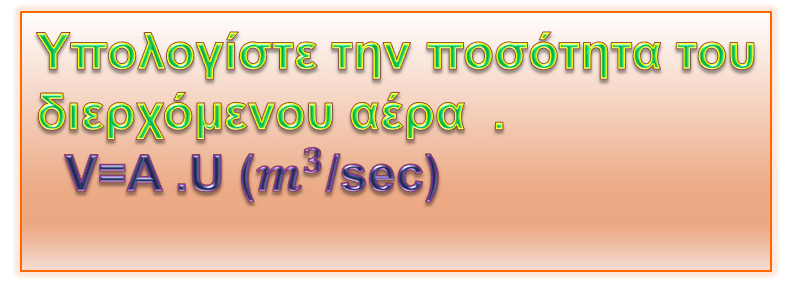 Υπολογίστε την ποσότητα του
διερχόμενου αέρα .
V=A .U (𝒎³/sec)